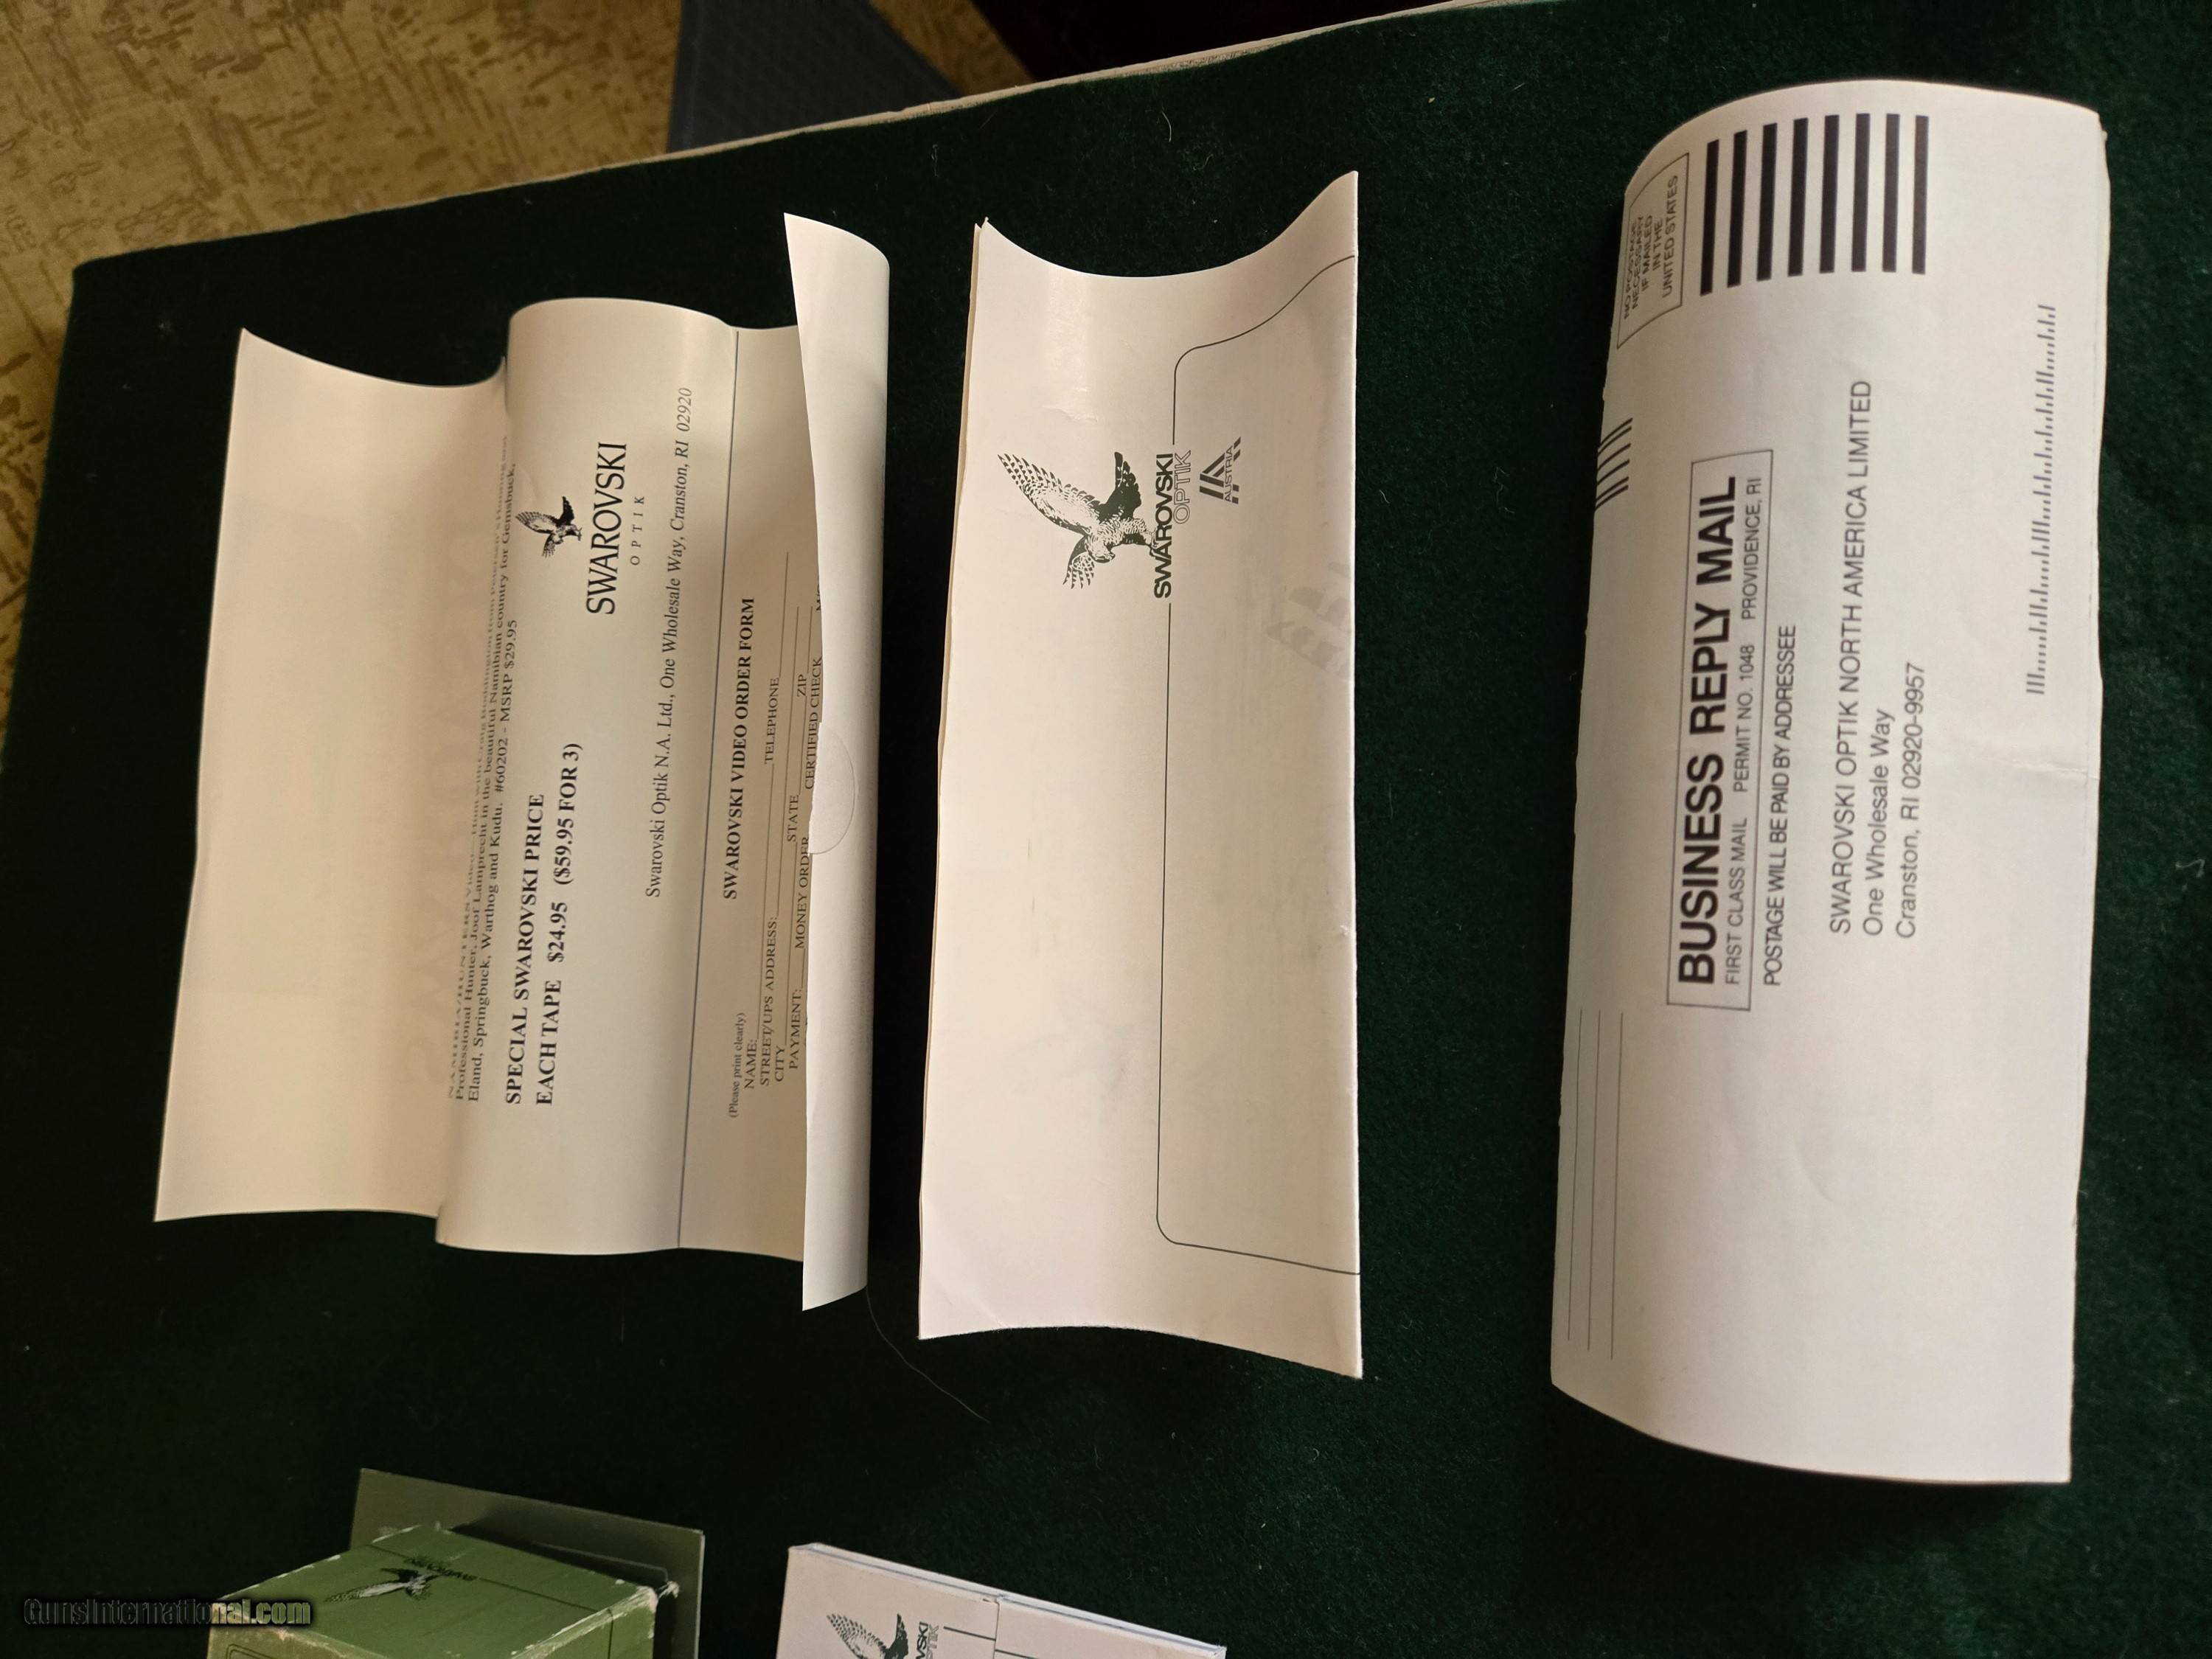 Professional Hunter, Joof Lamprecht in the beautiful Namibian country for Gemsbuck,
Eland, Springbuck, Warthog and Kudu. #60202 - MSRP $29.95
SPECIAL SWAROVSKI PRICE
EACH TAPE $24.95 ($59.95 FOR 3)
SWAROVSKI
OPTIK
Swarovski Optik N.A. Ltd., One Wholesale Way, Cranston, RI 02920
SWAROVSKI VIDEO ORDER FORM
(Please print clearly)
NAME: TELEPHONE
STREET/UPS ADDRESS:
CITY STATE ZIP
PAYMENT: MONEY ORDER CERTIFIED CHECK
SWAROVSKI
OPTIK
AUSTRIA
NO POSTAGE
NECESSARY
IF MAILED
IN THE
UNITED STATES
BUSINESS REPLY MAIL
FIRST CLASS MAIL PERMIT NO. 1048 PROVIDENCE, RI
POSTAGE WILL BE PAID BY ADDRESSEE
SWAROVSKI OPTIK NORTH AMERICA LIMITED
One Wholesale Way
Cranston, RI 02920-9957
GunsInternational.com